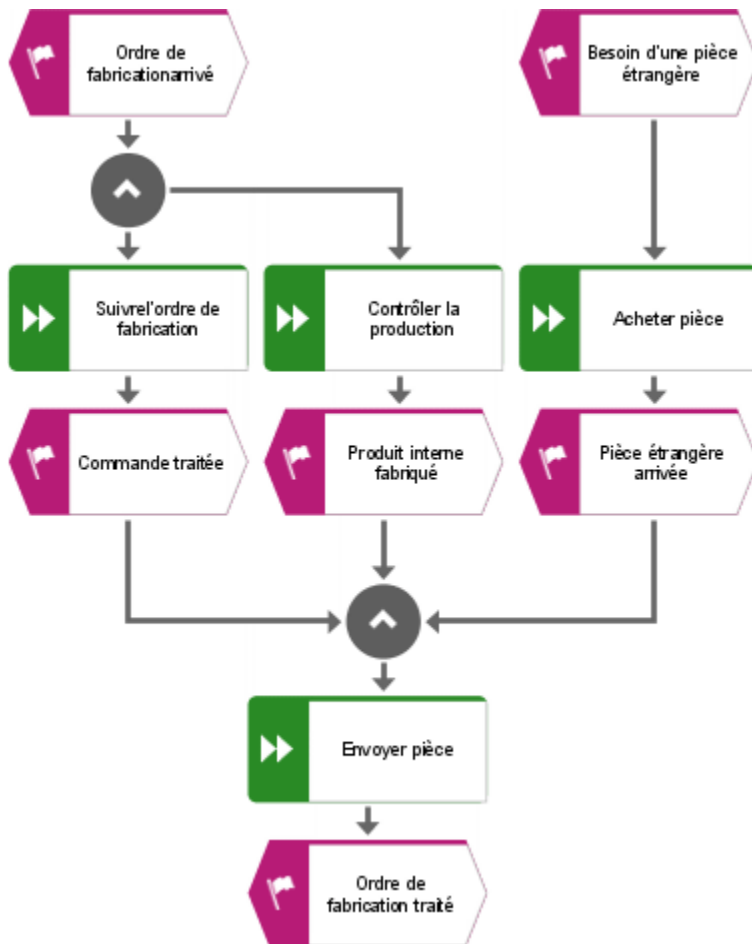 Ordre de
fabricationarrivé
Besoin d'une pièce
étrangère
Suivrel'ordre de
fabrication
Contrôler la
production
Acheter pièce
Commande traitée
Produit interne
fabriqué
Pièce étrangère
arrivée
Envoyer pièce
Ordre de
fabrication traité